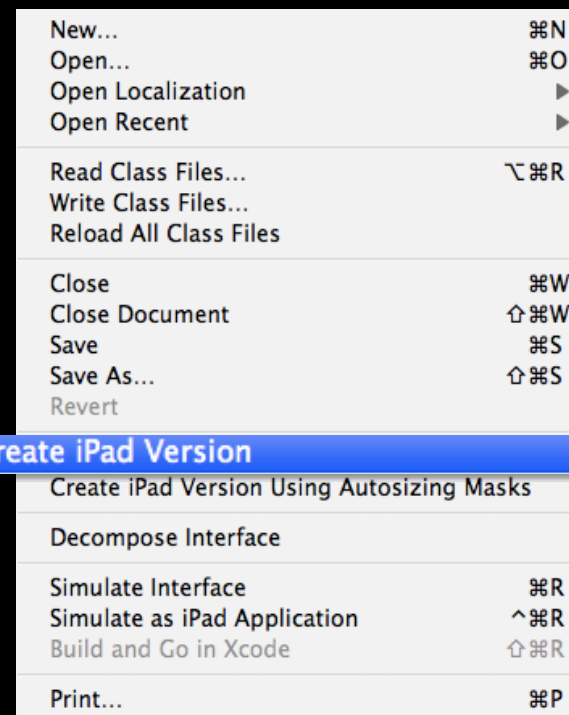 New... ⌘N
Open... ⌘O
Open Localization ▶
Open Recent ▶
Read Class Files... ⌥⌘R
Write Class Files...
Reload All Class Files
Close ⌘W
Close Document ⇧⌘W
Save ⌘S
Save As... ⇧⌘S
Revert
reate iPad Version
Create iPad Version Using Autosizing Masks
Decompose Interface
Simulate Interface ⌘R
Simulate as iPad Application ^⌘R
Build and Go in Xcode ⇧⌘R
Print... ⌘P